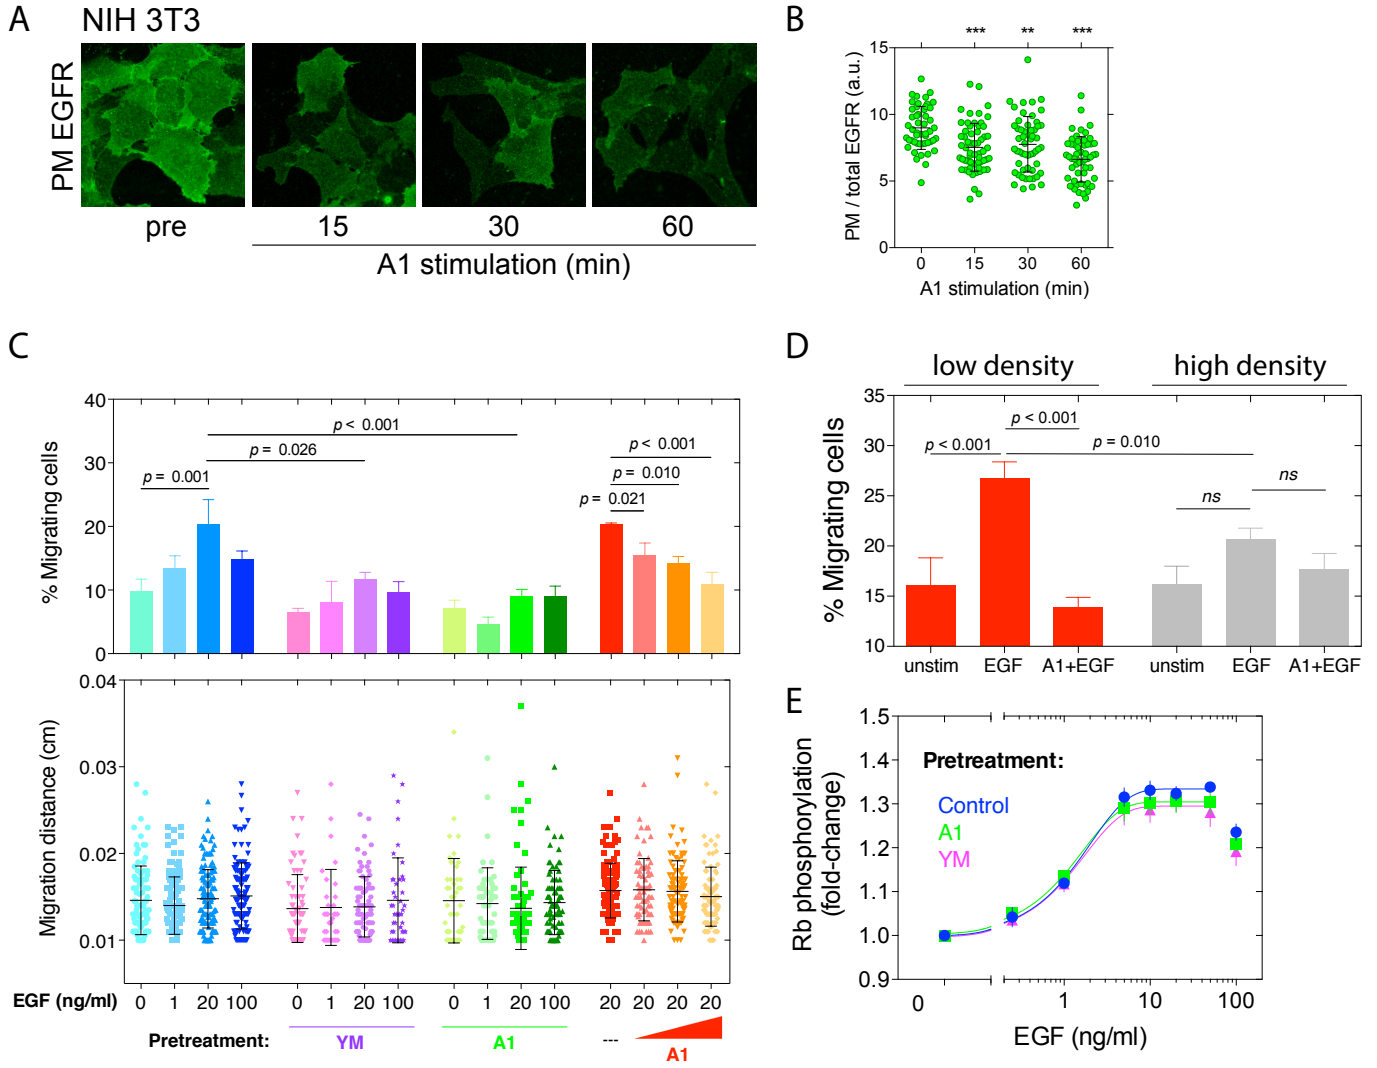 A
NIH 3T3
PM EGFR
pre
15
30
60
A1 stimulation (min)
B
*** ** ***
PM / total EGFR (a.u.)
15
10
5
0
0 15 30 60
A1 stimulation (min)
C
% Migrating cells
40
30
20
10
0
p = 0.001
p < 0.001
p = 0.026
p < 0.001
p = 0.010
p = 0.021
Migration distance (cm)
0.04
0.03
0.02
0.01
EGF (ng/ml) 0 1 20 100 0 1 20 100 0 1 20 100 20 20 20 20
Pretreatment: YM A1 --- A1
D
low density high density
% Migrating cells
35
30
25
20
15
10
p < 0.001
p < 0.001
p = 0.010
ns
ns
unstim EGF A1+EGF unstim EGF A1+EGF
E
Rb phosphorylation
(fold-change)
1.5
1.4
1.3
1.2
1.1
1.0
0.9
Pretreatment:
Control
A1
YM
0 1 10 100
EGF (ng/ml)